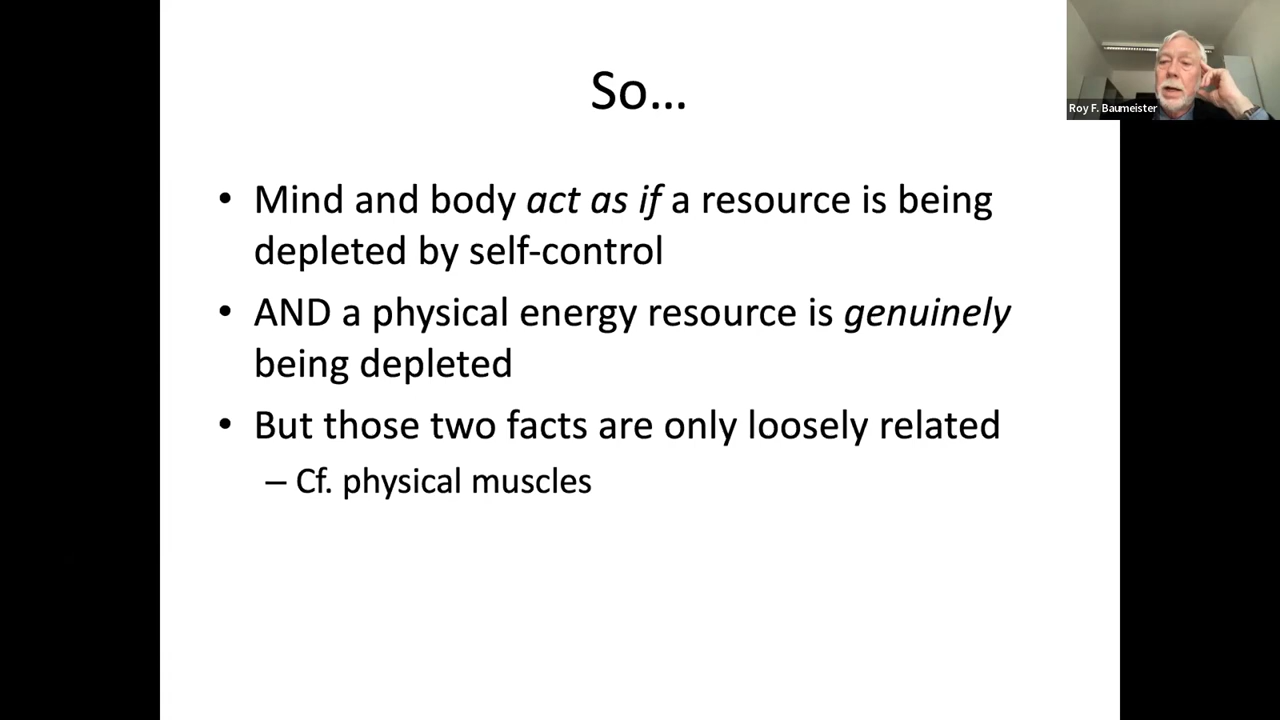 So...
Roy F. Baumeister
• Mind and body act as if a resource is being
depleted by self-control
• AND a physical energy resource is genuinely
being depleted
• But those two facts are only loosely related
– Cf. physical muscles